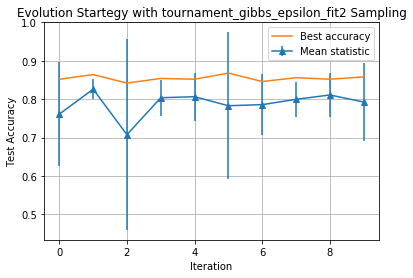 Evolution Startegy with tournament_gibbs_epsilon_fit2 Sampling
1.0
0.9
0.8
0.7
0.6
0.5
Test Accuracy
Best accuracy
Mean statistic
0 2 4 6 8
Iteration